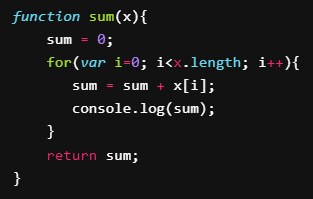 function sum(x){
    sum = 0;
    for(var i=0; i<x.length; i++){
       sum = sum + x[i];
       console.log(sum);
    }
    return sum;
}